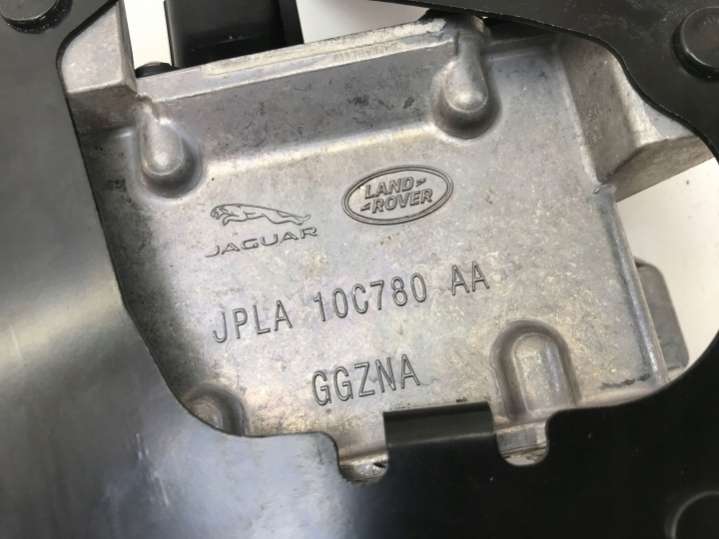 JAGUAR
LAND
ROVER
JPLA 10C780 AA
GGZNA